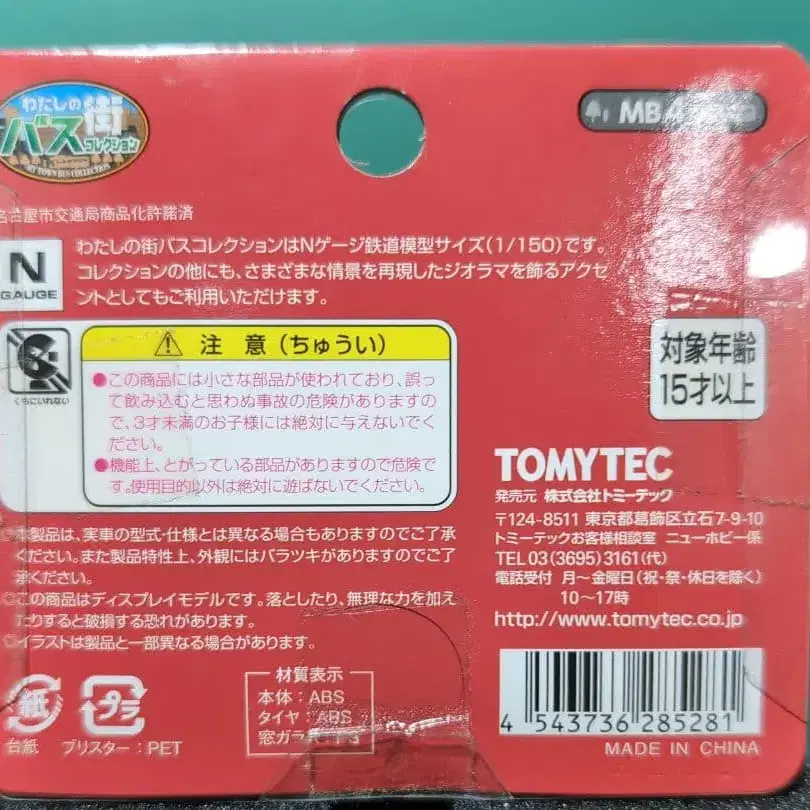 わたしの街
バス
コレクション
MY TOWN BUS COLLECTION
MB4
名古屋市交通局商品化許諾済
N
GAUGE
わたしの街バスコレクションはNゲージ鉄道模型サイズ(1/150)です。
コレクションの他にも、さまざまな情景を再現したジオラマを飾るアクセ
ントとしてもご利用いただけます。
くちにいれない
注 意(ちゅうい)
●この商品には小さな部品が使われており、誤っ
て飲み込むと思わぬ事故の危険がありますの
で、3才未満のお子様には絶対に与えないでく
ださい。
●機能上、とがっている部品がありますので危険で
す。使用目的以外は絶対に遊ばないでください。
対象年齢
15才以上
TOMYTEC
発売元 株式会社トミーテック
〒124-8511 東京都葛飾区立石7-9-10
トミーテックお客様相談室 ニューホビー係
TEL 03(3695)3161(代)
電話受付 月〜金曜日(祝・祭・休日を除く)
10〜17時
http://www.tomytec.co.jp
○本製品は、実車の型式・仕様とは異なる場合もありますのでご了承
ください。また製品特性上、外観にはバラツキがありますのでご了
承ください。
○この商品はディスプレイモデルです。落としたり、無理な力を加え
たりすると破損する恐れがあります。
○イラストは製品と一部異なる場合があります。
紙
台紙
プラ
ブリスター:PET
材質表示
本体:ABS
タイヤ:ABS
窓ガラ
4 543736 285281
MADE IN CHINA